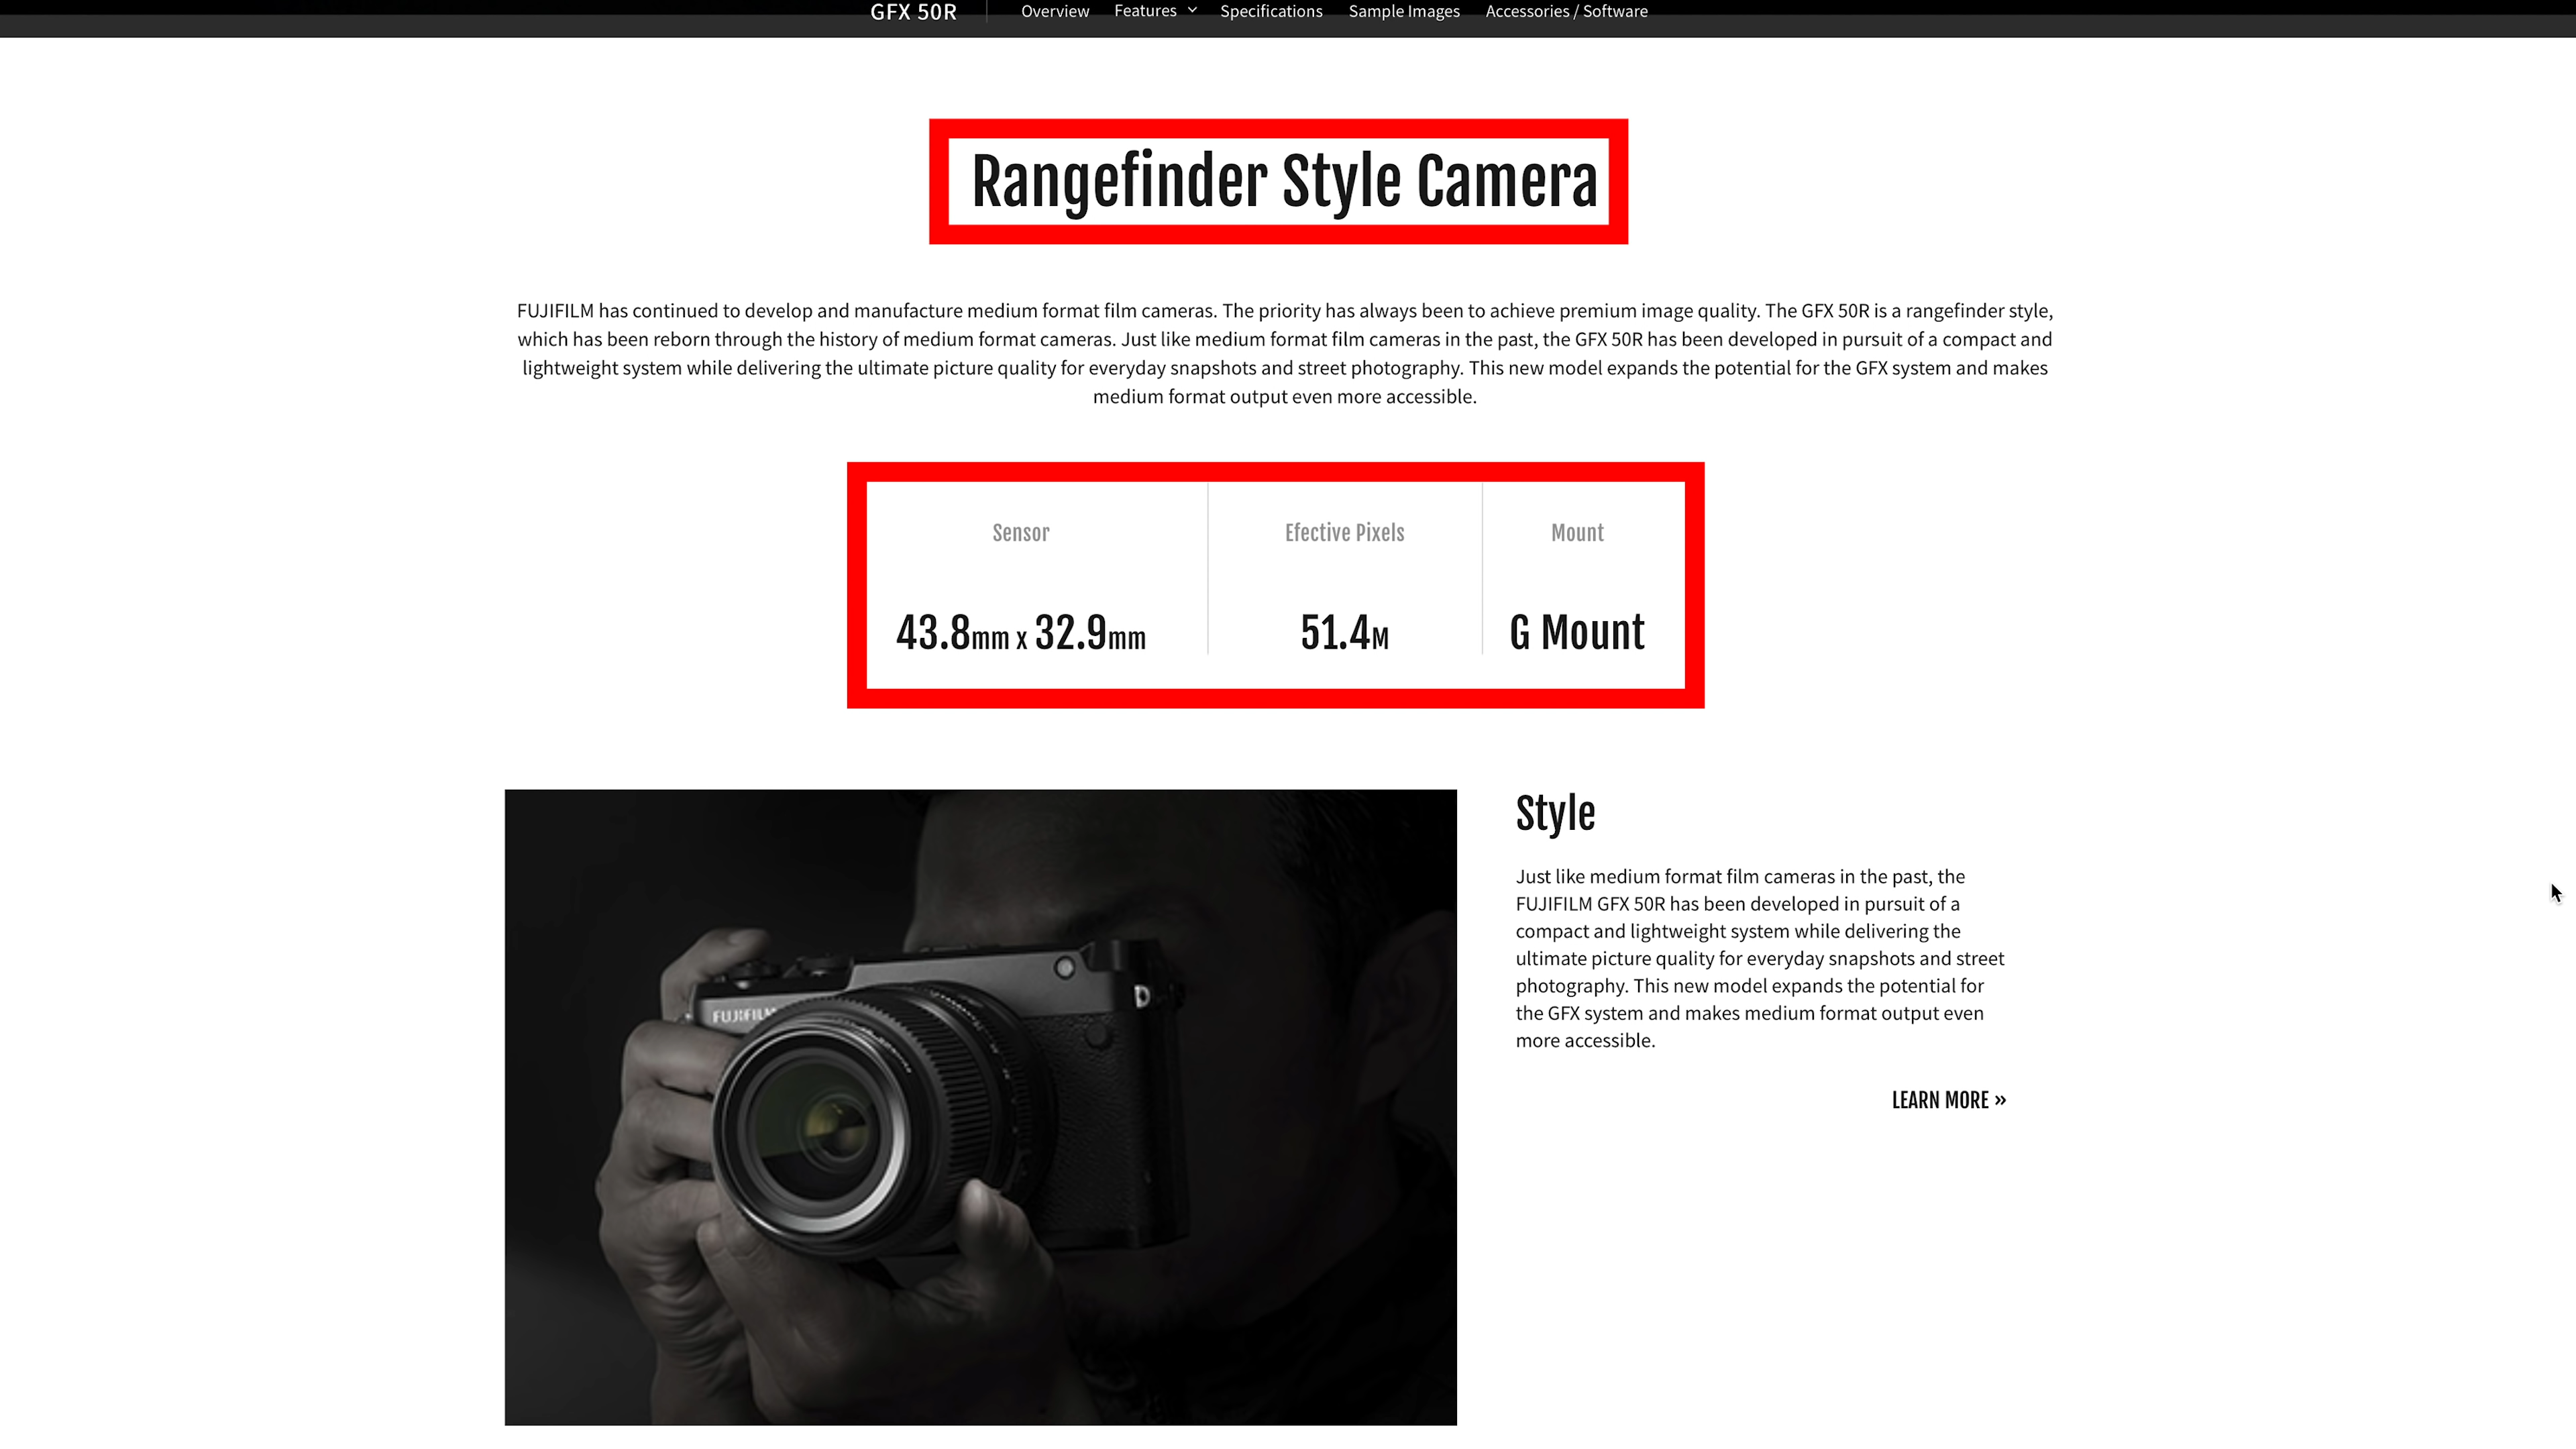 GFX 50R Overview Features Specifications Sample Images Accessories / Software
Rangefinder Style Camera
FUJIFILM has continued to develop and manufacture medium format film cameras. The priority has always been to achieve premium image quality. The GFX 50R is a rangefinder style,
which has been reborn through the history of medium format cameras. Just like medium format film cameras in the past, the GFX 50R has been developed in pursuit of a compact and
lightweight system while delivering the ultimate picture quality for everyday snapshots and street photography. This new model expands the potential for the GFX system and makes
medium format output even more accessible.
Sensor Efective Pixels Mount
43.8mm x 32.9mm 51.4M G Mount
Style
Just like medium format film cameras in the past, the
FUJIFILM GFX 50R has been developed in pursuit of a
compact and lightweight system while delivering the
ultimate picture quality for everyday snapshots and street
photography. This new model expands the potential for
the GFX system and makes medium format output even
more accessible.
LEARN MORE »
FUJIFILM